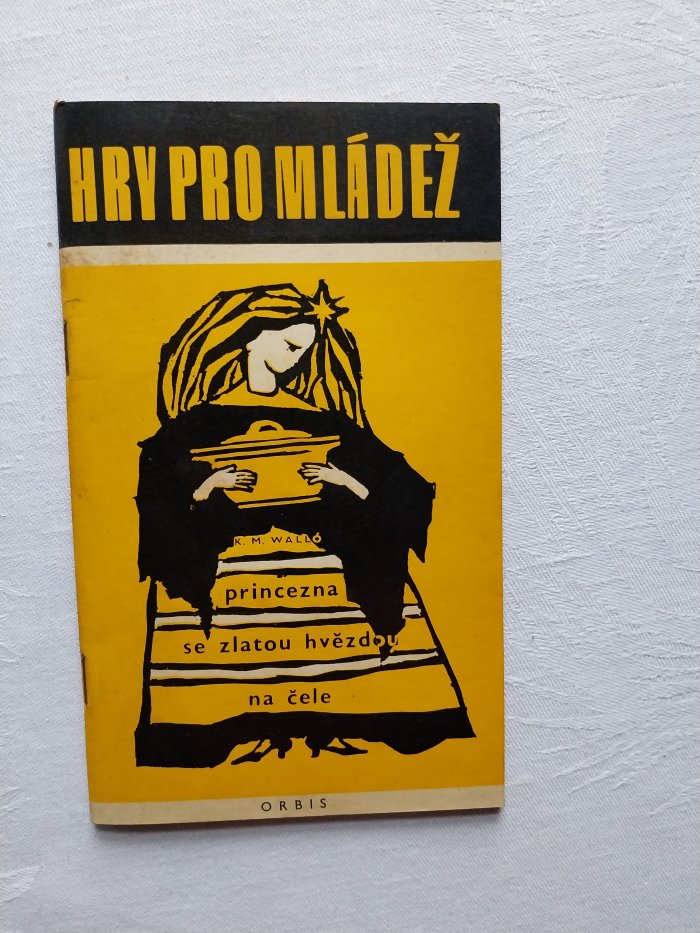 HRY PRO MLÁDEŽ
K. M. WALLÓ
princezna
se zlatou hvězdou
na čele
ORBIS